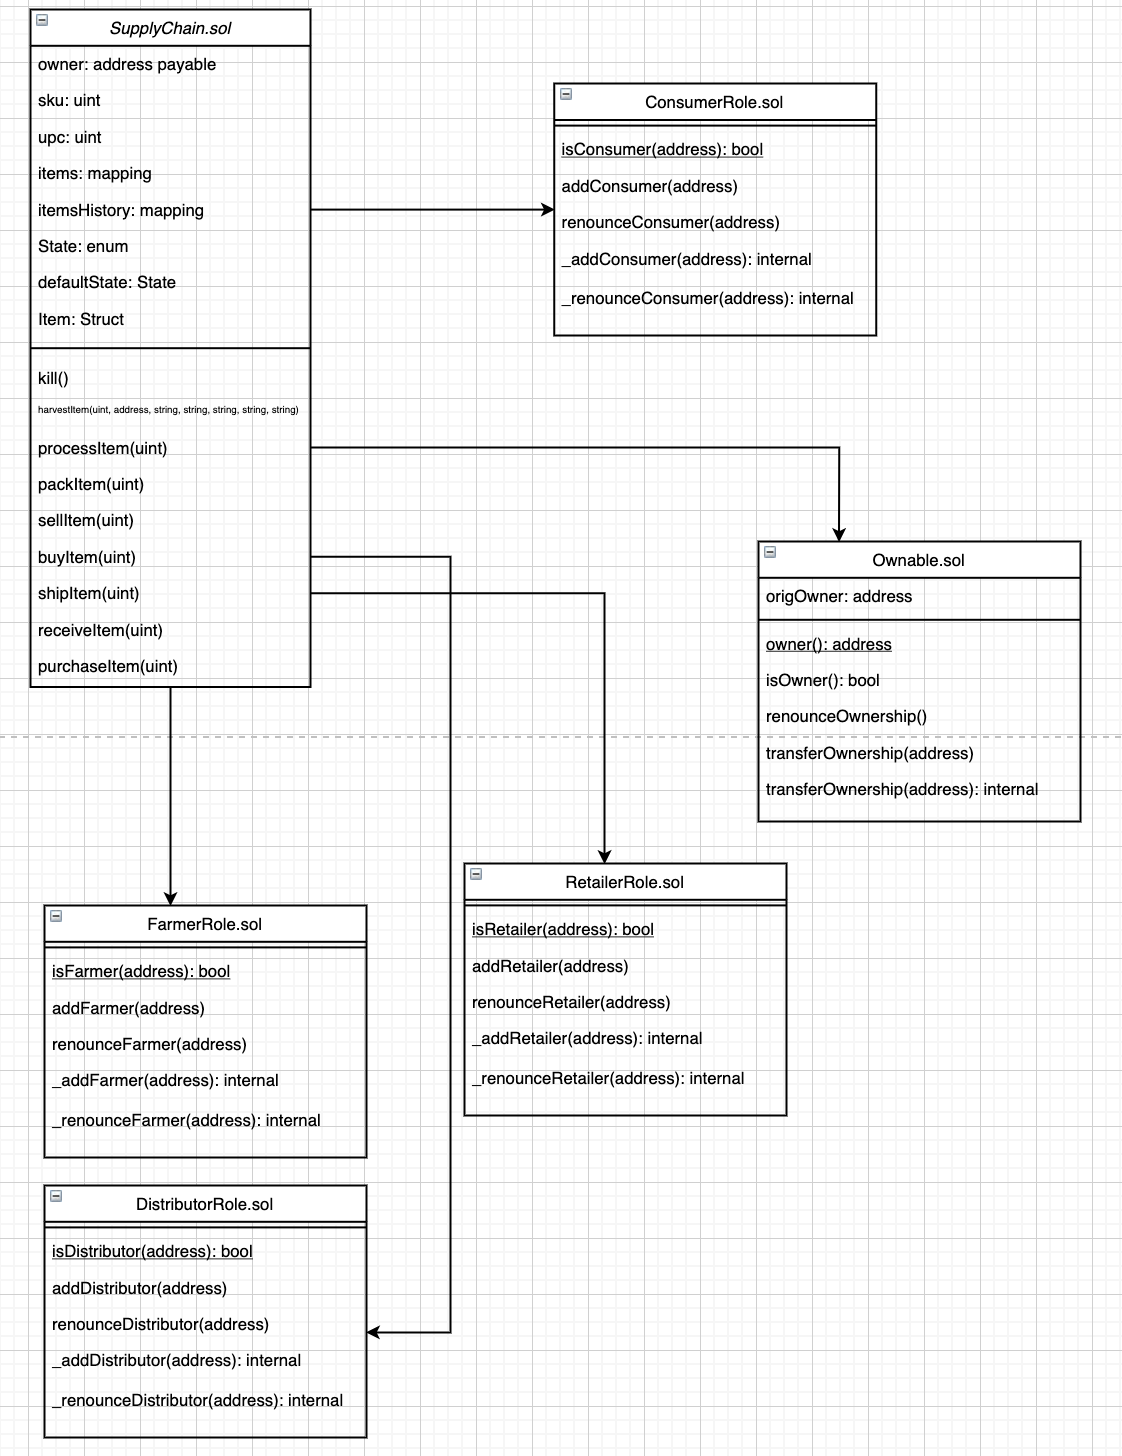 SupplyChain.sol
owner: address payable
sku: uint
upc: uint
items: mapping
itemsHistory: mapping
State: enum
defaultState: State
Item: Struct
kill()
harvestItem(uint, address, string, string, string, string, string)
processItem(uint)
packItem(uint)
sellItem(uint)
buyItem(uint)
shipItem(uint)
receiveItem(uint)
purchaseItem(uint)
ConsumerRole.sol
isConsumer(address): bool
addConsumer(address)
renounceConsumer(address)
_addConsumer(address): internal
_renounceConsumer(address): internal
Ownable.sol
origOwner: address
owner(): address
isOwner(): bool
renounceOwnership()
transferOwnership(address)
transferOwnership(address): internal
RetailerRole.sol
isRetailer(address): bool
addRetailer(address)
renounceRetailer(address)
_addRetailer(address): internal
_renounceRetailer(address): internal
FarmerRole.sol
isFarmer(address): bool
addFarmer(address)
renounceFarmer(address)
_addFarmer(address): internal
_renounceFarmer(address): internal
DistributorRole.sol
isDistributor(address): bool
addDistributor(address)
renounceDistributor(address)
_addDistributor(address): internal
_renounceDistributor(address): internal